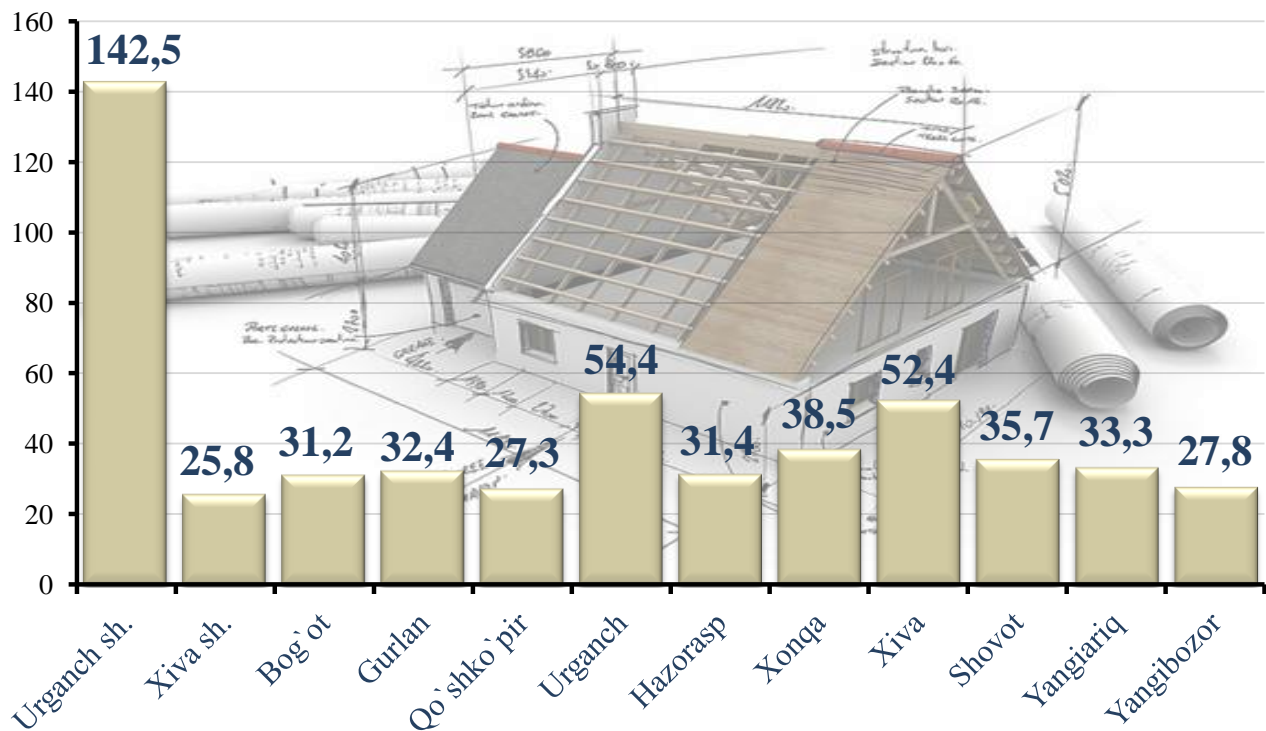 160
140
120
100
80
60
40
20
0
142,5
25,8
31,2
32,4
27,3
54,4
31,4
38,5
52,4
35,7
33,3
27,8
Urganch sh.
Xiva sh.
Bog`ot
Gurlan
Qo`shko`pir
Urganch
Hazorasp
Xonqa
Xiva
Shovot
Yangiariq
Yangibozor